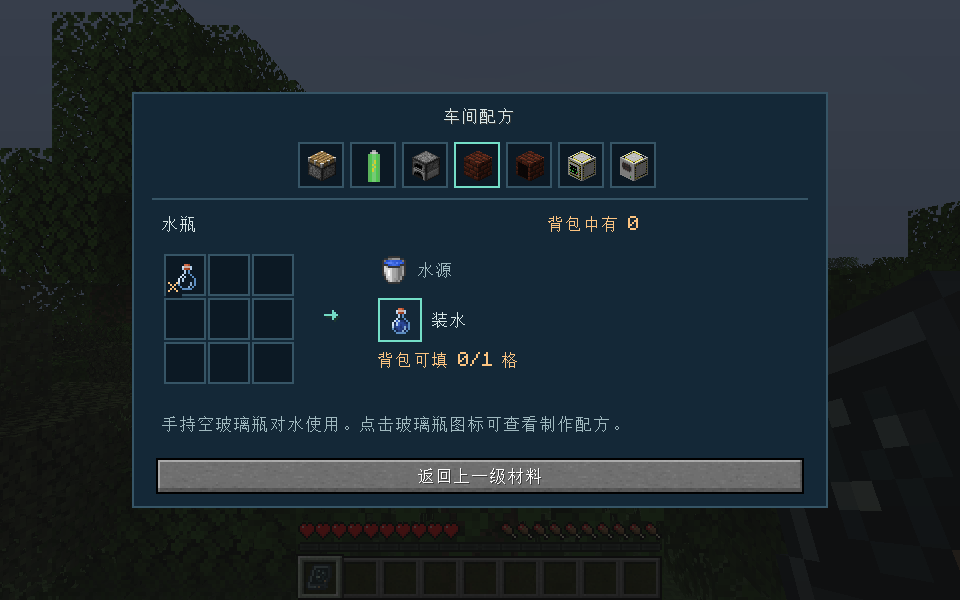 车间配方
水瓶
背包中有 0
水源
装水
背包可填 0/1 格
手持空玻璃瓶对水使用。点击玻璃瓶图标可查看制作配方。
返回上一级材料